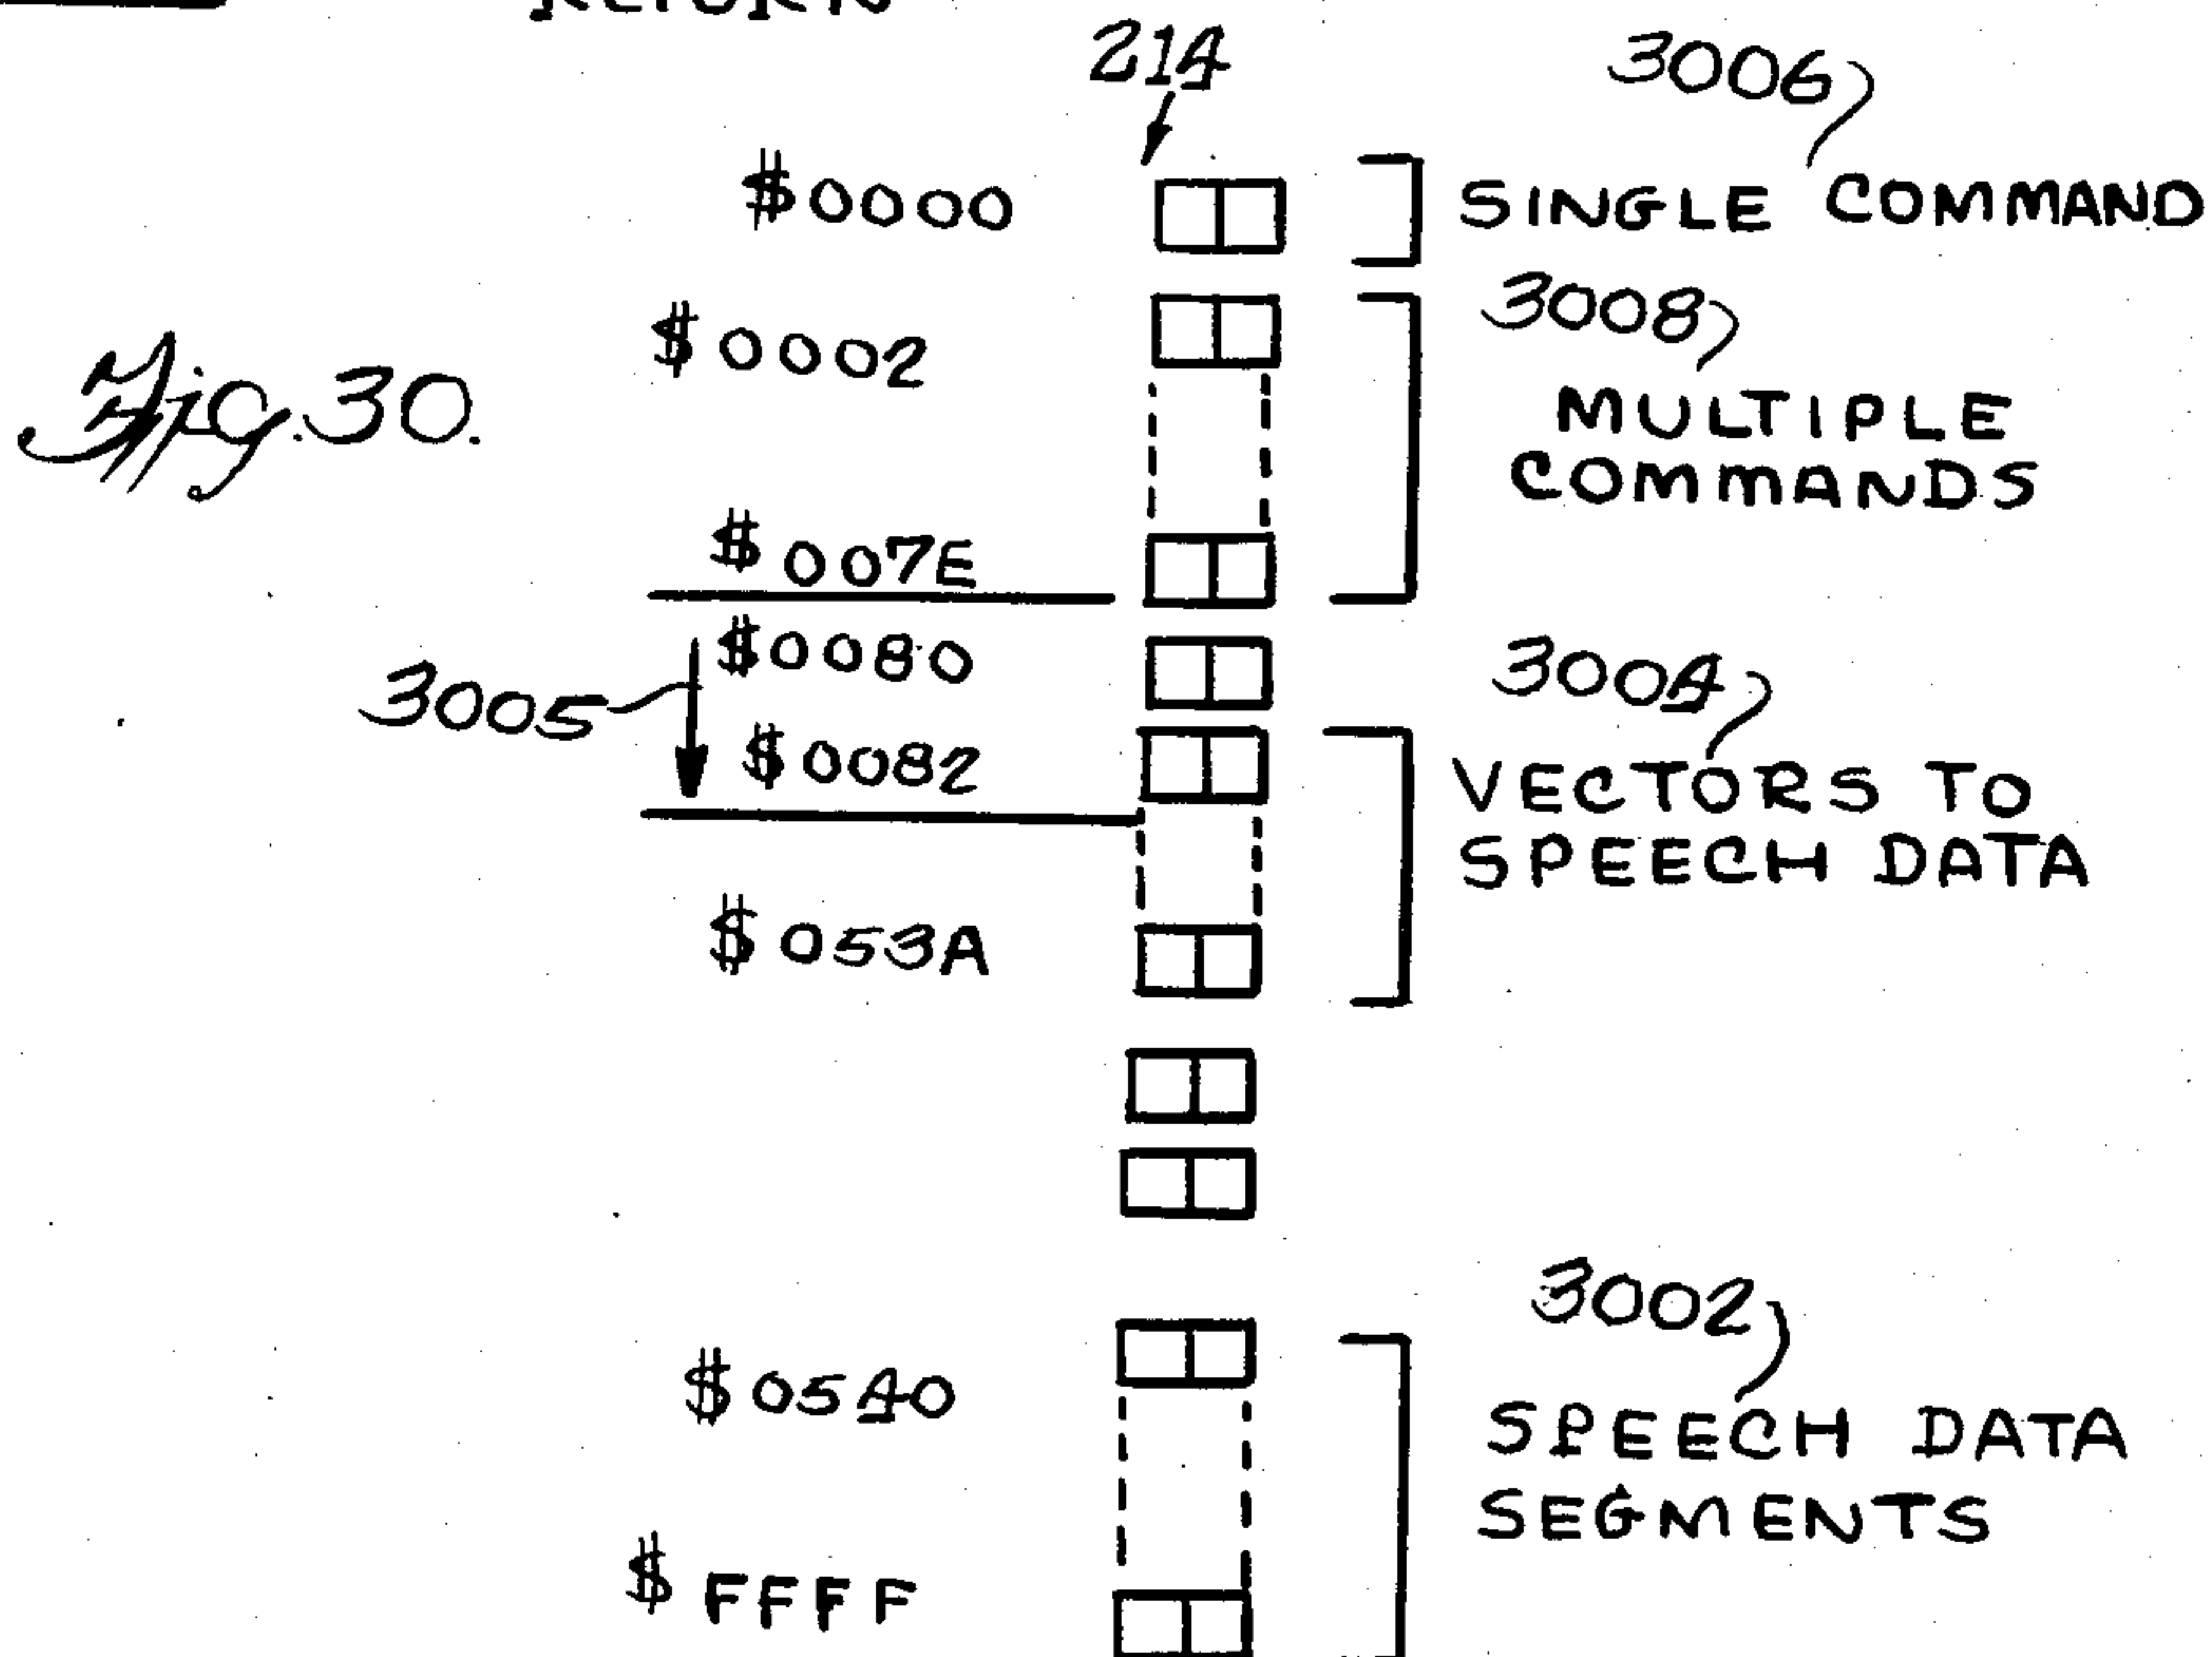 RETURN
214
3006
$0000
SINGLE COMMAND
3008
$0002
MULTIPLE
COMMANDS
Fig. 30.
$007E
$0080
3004
3005
$0082
VECTORS TO
SPEECH DATA
$053A
3002
$0540
SPEECH DATA
SEGMENTS
$FFFF